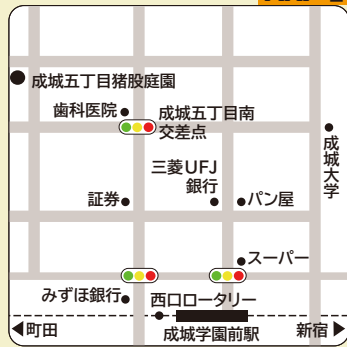 成城五丁目猪股庭園
歯科医院
成城五丁目南
交差点
三菱UFJ
銀行
成城大学
証券
パン屋
スーパー
みずほ銀行
西口ロータリー
町田
成城学園前駅
新宿